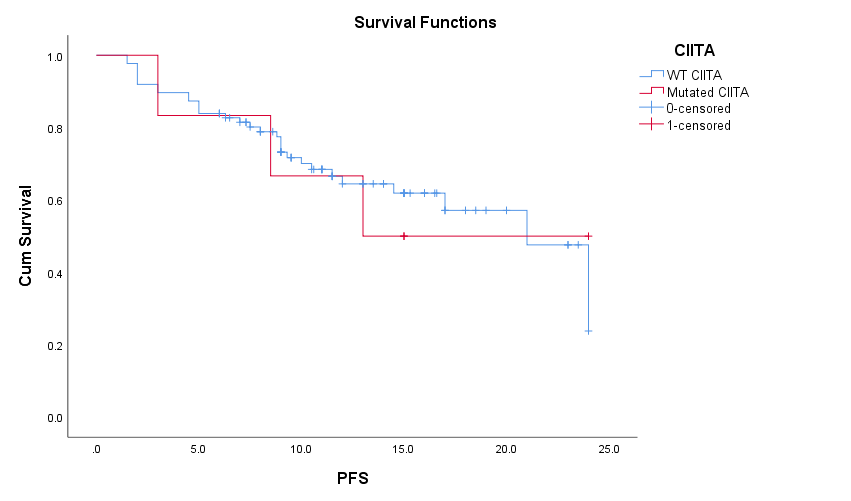 Survival Functions
CIITA
WT CIITA
Mutated CIITA
0-censored
1-censored
Cum Survival
1.0
0.8
0.6
0.4
0.2
0.0
.0 5.0 10.0 15.0 20.0 25.0
PFS